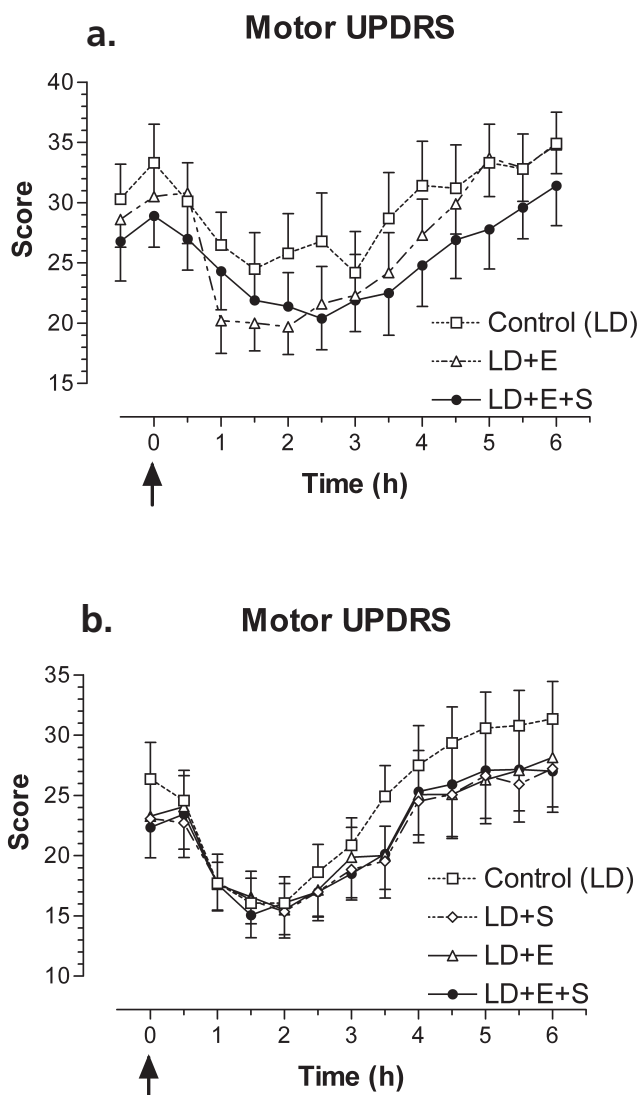 a.
Motor UPDRS
40
35
30
25
20
15
Score
Control (LD)
LD+E
LD+E+S
0 1 2 3 4 5 6
Time (h)
b.
Motor UPDRS
35
30
25
20
15
10
Score
Control (LD)
LD+S
LD+E
LD+E+S
0 1 2 3 4 5 6
Time (h)